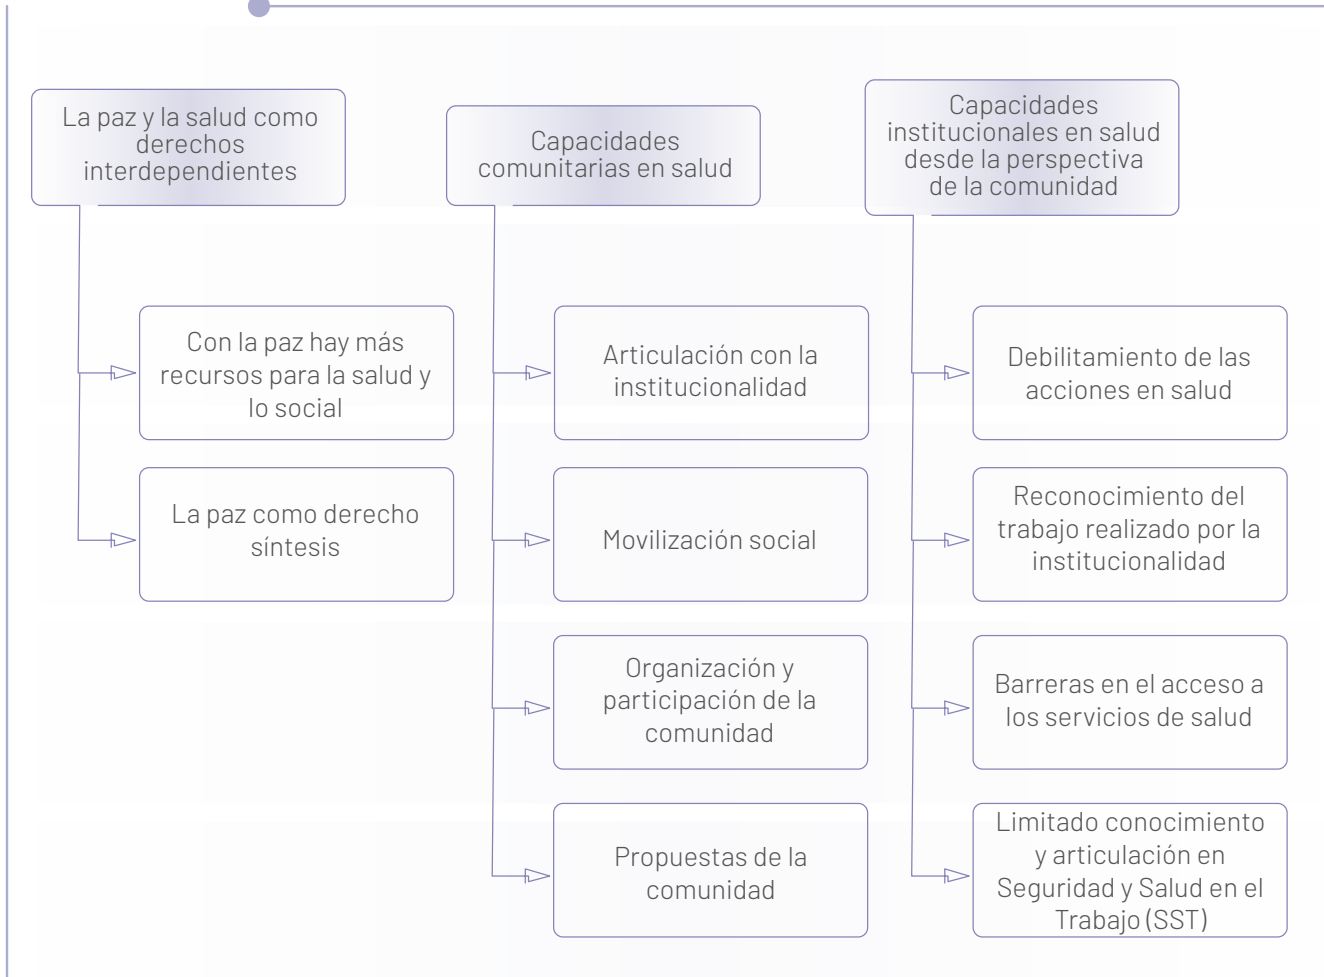 La paz y la salud como
derechos
interdependientes
Con la paz hay más
recursos para la salud y
lo social
La paz como derecho
síntesis
Capacidades
comunitarias en salud
Articulación con la
institucionalidad
Movilización social
Organización y
participación de la
comunidad
Propuestas de la
comunidad
Capacidades
institucionales en salud
desde la perspectiva
de la comunidad
Debilitamiento de las
acciones en salud
Reconocimiento del
trabajo realizado por la
institucionalidad
Barreras en el acceso a
los servicios de salud
Limitado conocimiento
y articulación en
Seguridad y Salud en el
Trabajo (SST)